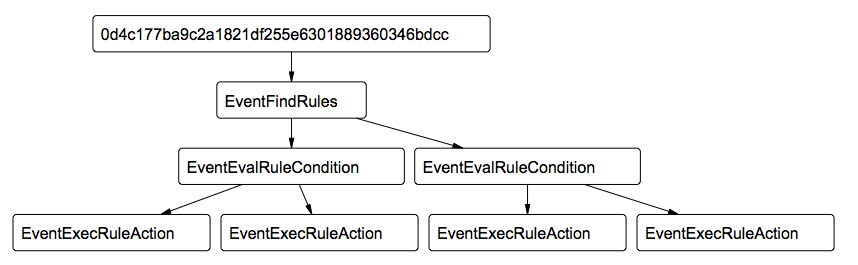 0d4c177ba9c2a1821df255e6301889360346bdcc
EventFindRules
EventEvalRuleCondition
EventEvalRuleCondition
EventExecRuleAction
EventExecRuleAction
EventExecRuleAction
EventExecRuleAction